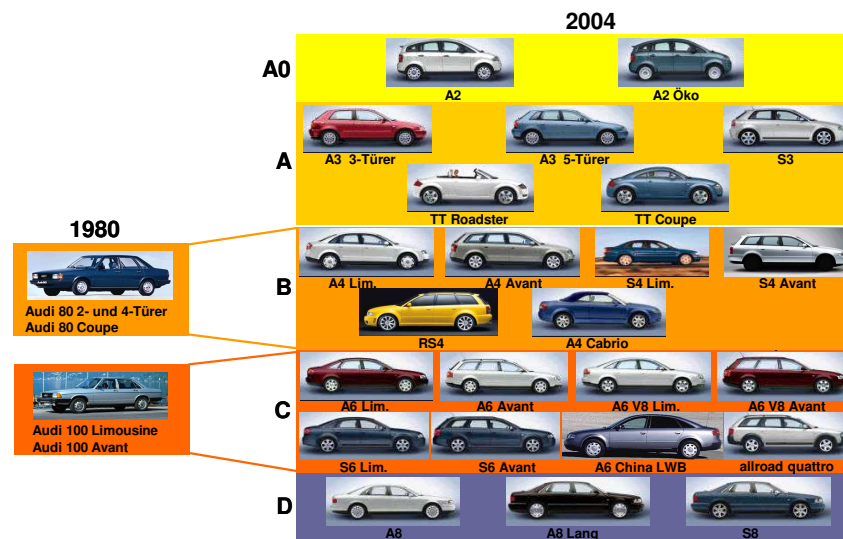 2004
A0
A2
A2 Öko
A
A3 3-Türer
A3 5-Türer
S3
TT Roadster
TT Coupe
1980
Audi 80 2- und 4-Türer
Audi 80 Coupe
B
A4 Lim.
A4 Avant
S4 Lim.
S4 Avant
RS4
A4 Cabrio
Audi 100 Limousine
Audi 100 Avant
C
A6 Lim.
A6 Avant
A6 V8 Lim.
A6 V8 Avant
S6 Lim.
S6 Avant
A6 China LWB
allroad quattro
D
A8
A8 Lang
S8